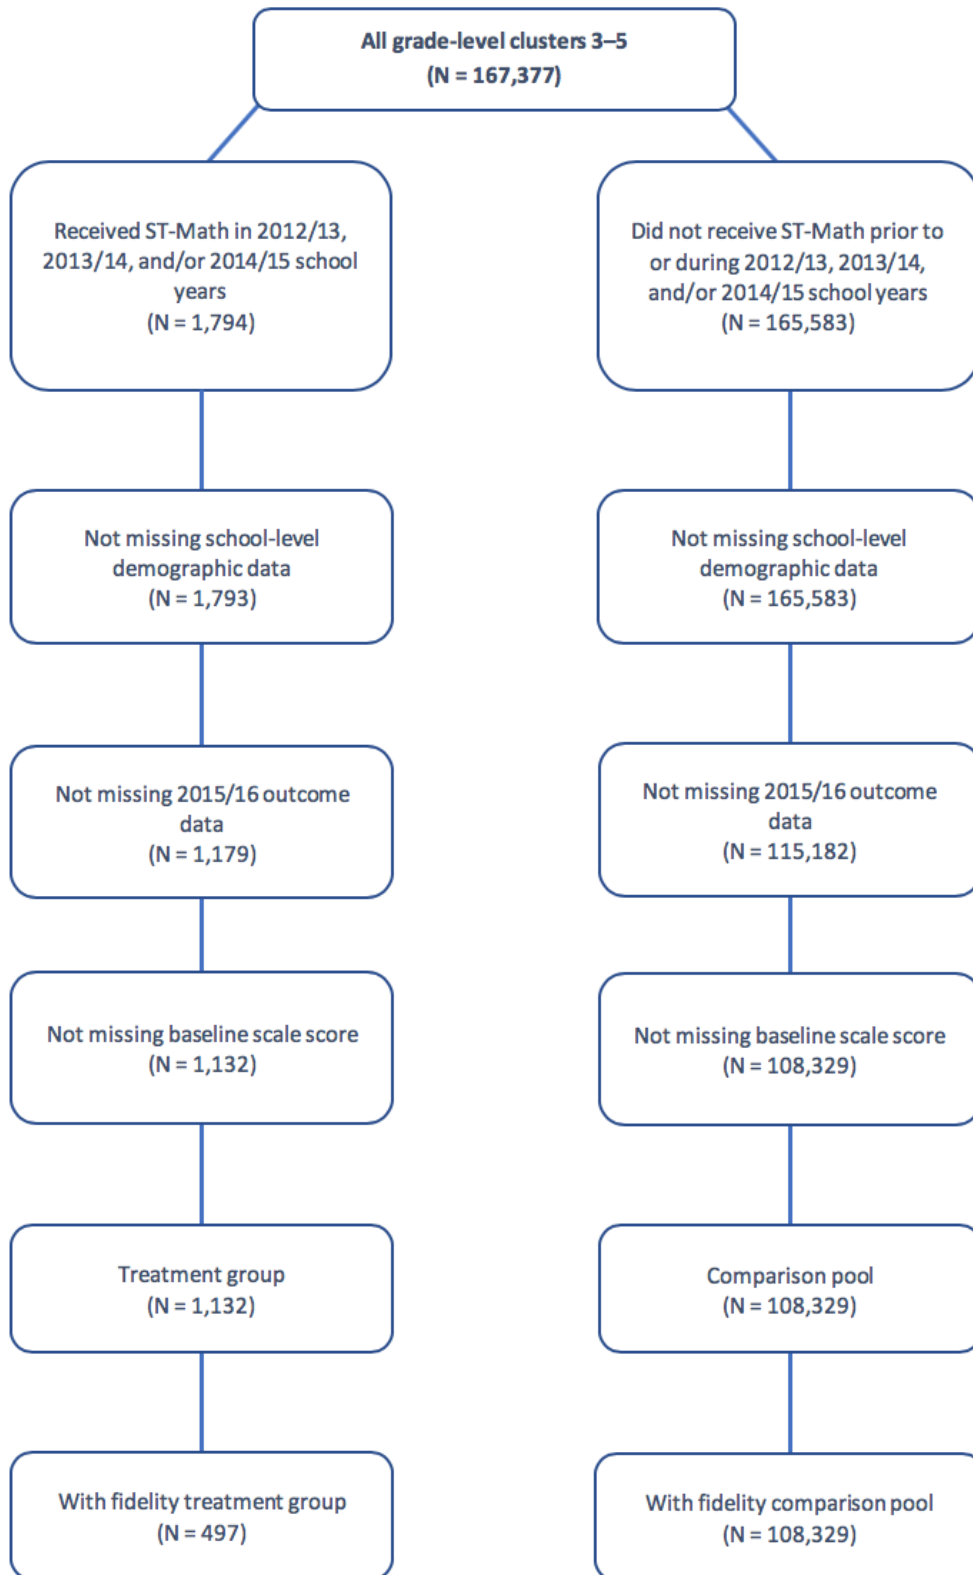 All grade-level clusters 3–5
(N = 167,377)
Received ST-Math in 2012/13,
2013/14, and/or 2014/15 school
years
(N = 1,794)
Did not receive ST-Math prior to
or during 2012/13, 2013/14,
and/or 2014/15 school years
(N = 165,583)
Not missing school-level
demographic data
(N = 1,793)
Not missing school-level
demographic data
(N = 165,583)
Not missing 2015/16 outcome
data
(N = 1,179)
Not missing 2015/16 outcome
data
(N = 115,182)
Not missing baseline scale score
(N = 1,132)
Not missing baseline scale score
(N = 108,329)
Treatment group
(N = 1,132)
Comparison pool
(N = 108,329)
With fidelity treatment group
(N = 497)
With fidelity comparison pool
(N = 108,329)